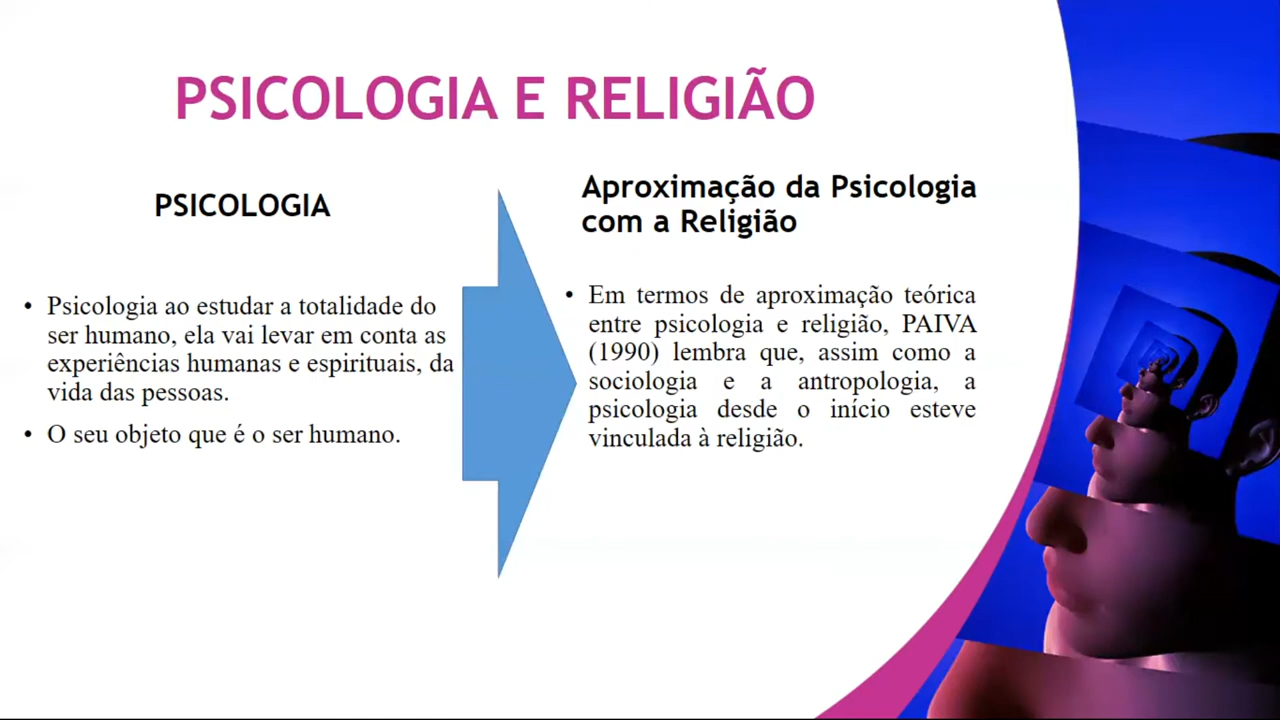 PSICOLOGIA E RELIGIÃO
PSICOLOGIA
• Psicologia ao estudar a totalidade do
ser humano, ela vai levar em conta as
experiências humanas e espirituais, da
vida das pessoas.
• O seu objeto que é o ser humano.
Aproximação da Psicologia
com a Religião
• Em termos de aproximação teórica
entre psicologia e religião, PAIVA
(1990) lembra que, assim como a
sociologia e a antropologia, a
psicologia desde o início esteve
vinculada à religião.